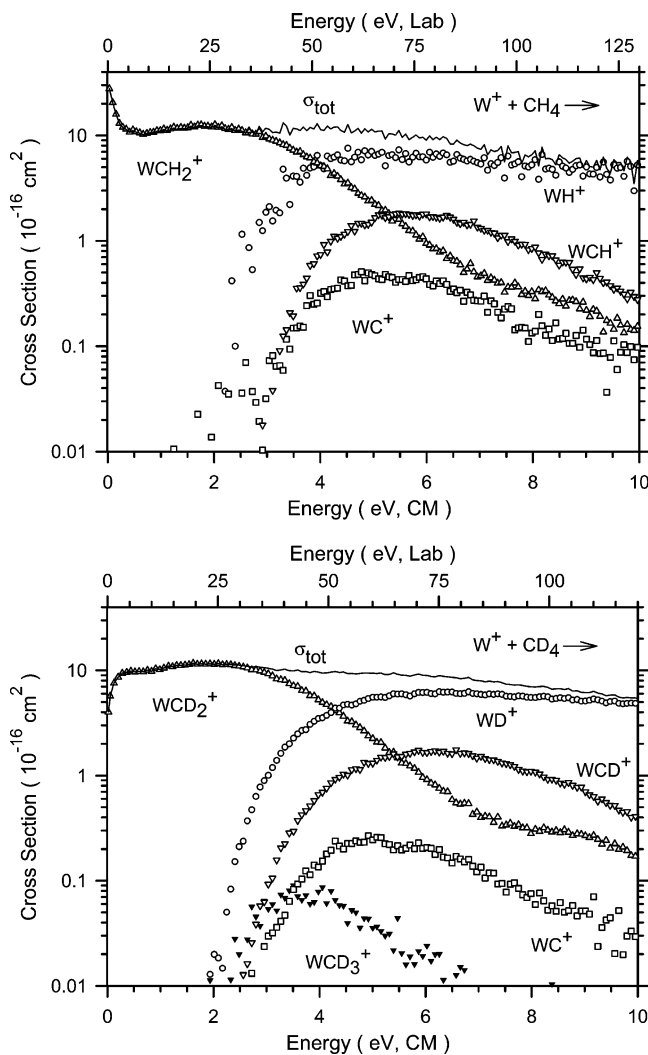 Energy ( eV, Lab )
0 25 50 75 100 130
σtot
W+ + CH4
10
WCH2+
WH+
WCH+
1
WC+
0.1
0.01
Cross Section ( 10-16 cm2 )
0 2 4 6 8 10
Energy ( eV, CM )
Energy ( eV, Lab )
0 25 50 75 100
σtot
W+ + CD4
10
WCD2+
WD+
WCD+
1
0.1
WC+
WCD3+
0.01
Cross Section ( 10-16 cm2 )
0 2 4 6 8 10
Energy ( eV, CM )